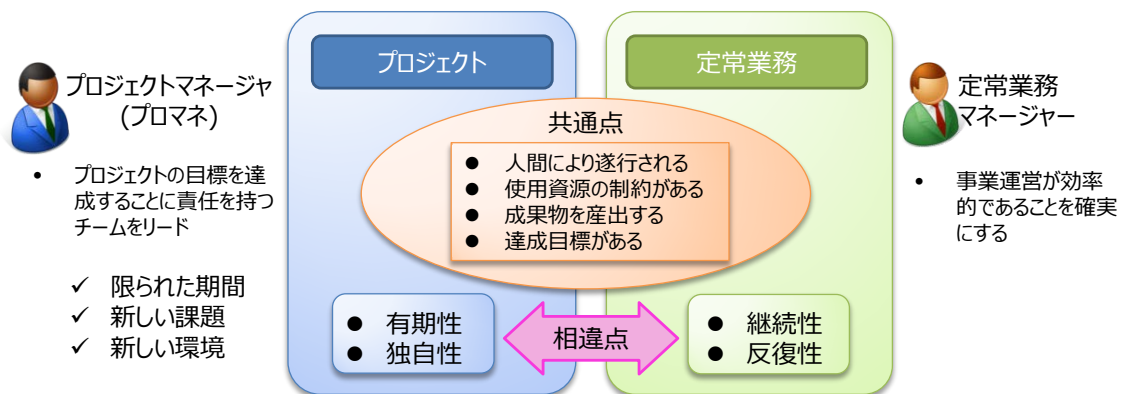 プロジェクト
定常業務
プロジェクトマネージャ
(プロマネ)
• プロジェクトの目標を達
成することに責任を持つ
チームをリード
✓ 限られた期間
✓ 新しい課題
✓ 新しい環境
共通点
● 人間により遂行される
● 使用資源の制約がある
● 成果物を産出する
● 達成目標がある
● 有期性
● 独自性
相違点
● 継続性
● 反復性
定常業務
マネージャー
• 事業運営が効率
的であることを確実
にする